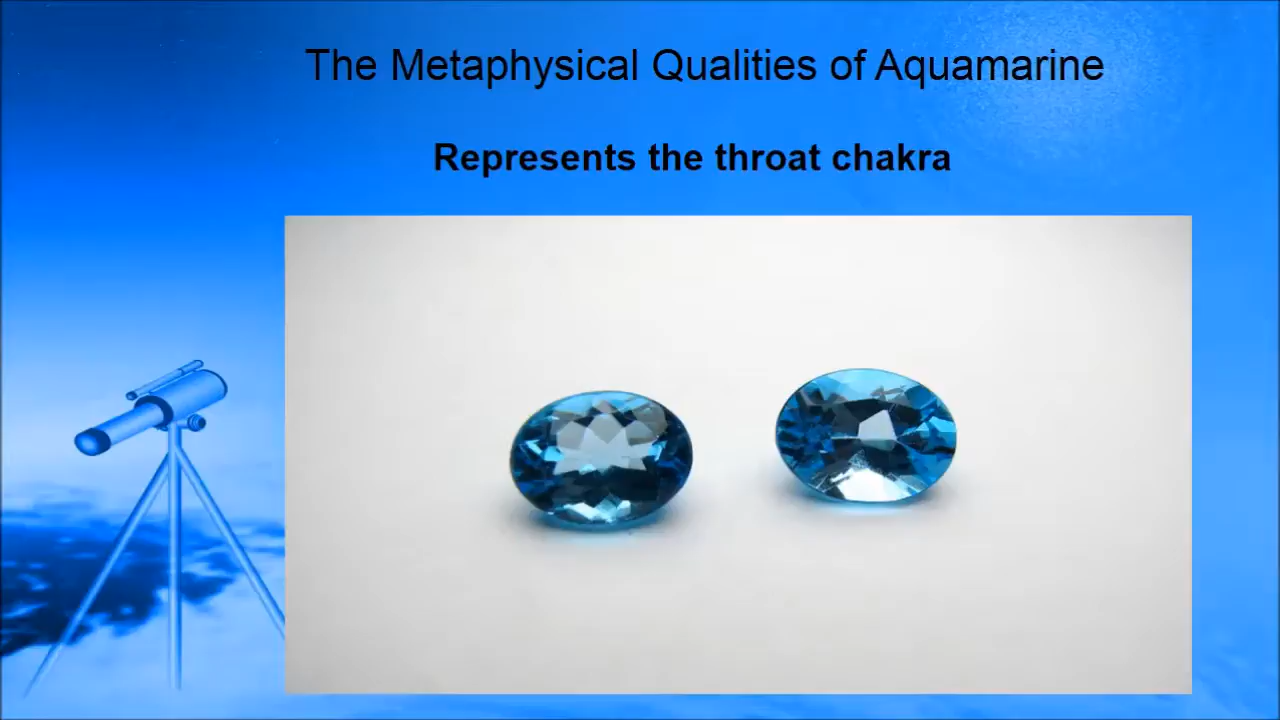 The Metaphysical Qualities of Aquamarine
Represents the throat chakra